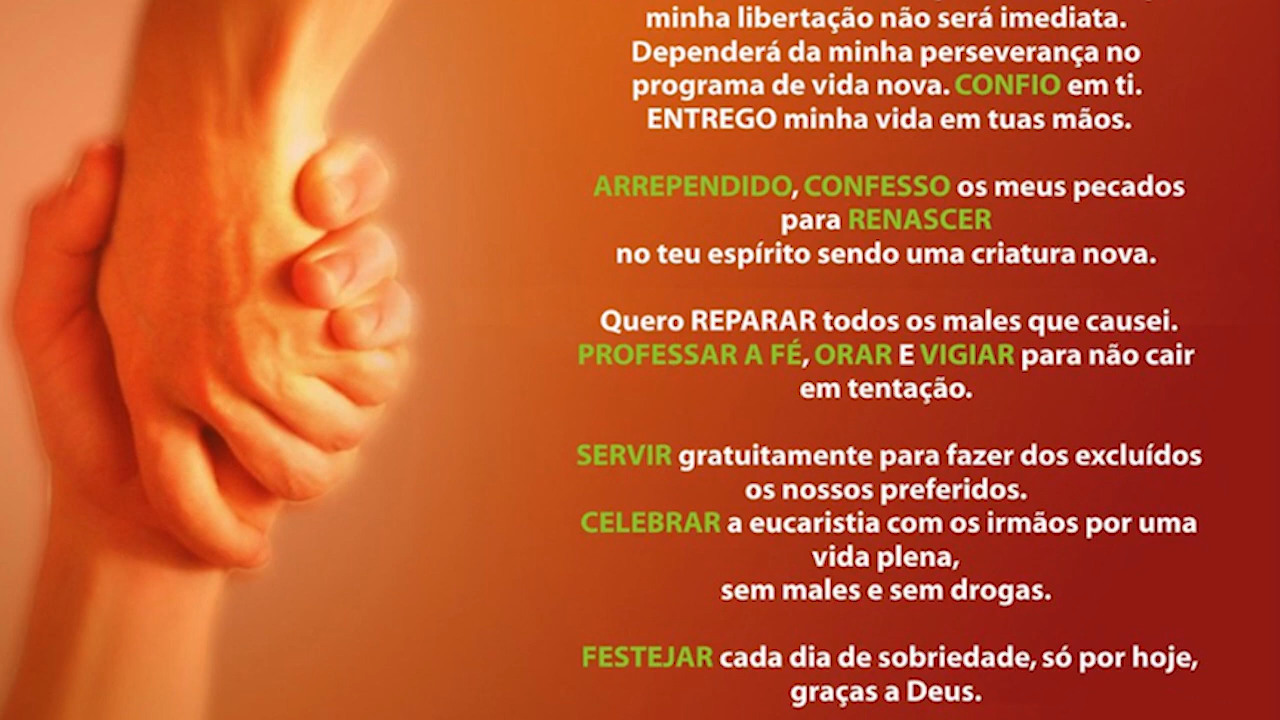 minha libertação não será imediata.
Dependerá da minha perseverança no
programa de vida nova. CONFIO em ti.
ENTREGO minha vida em tuas mãos.
ARREPENDIDO, CONFESSO os meus pecados
para RENASCER
no teu espírito sendo uma criatura nova.
Quero REPARAR todos os males que causei.
PROFESSAR A FÉ, ORAR E VIGIAR para não cair
em tentação.
SERVIR gratuitamente para fazer dos excluídos
os nossos preferidos.
CELEBRAR a eucaristia com os irmãos por uma
vida plena,
sem males e sem drogas.
FESTEJAR cada dia de sobriedade, só por hoje,
graças a Deus.